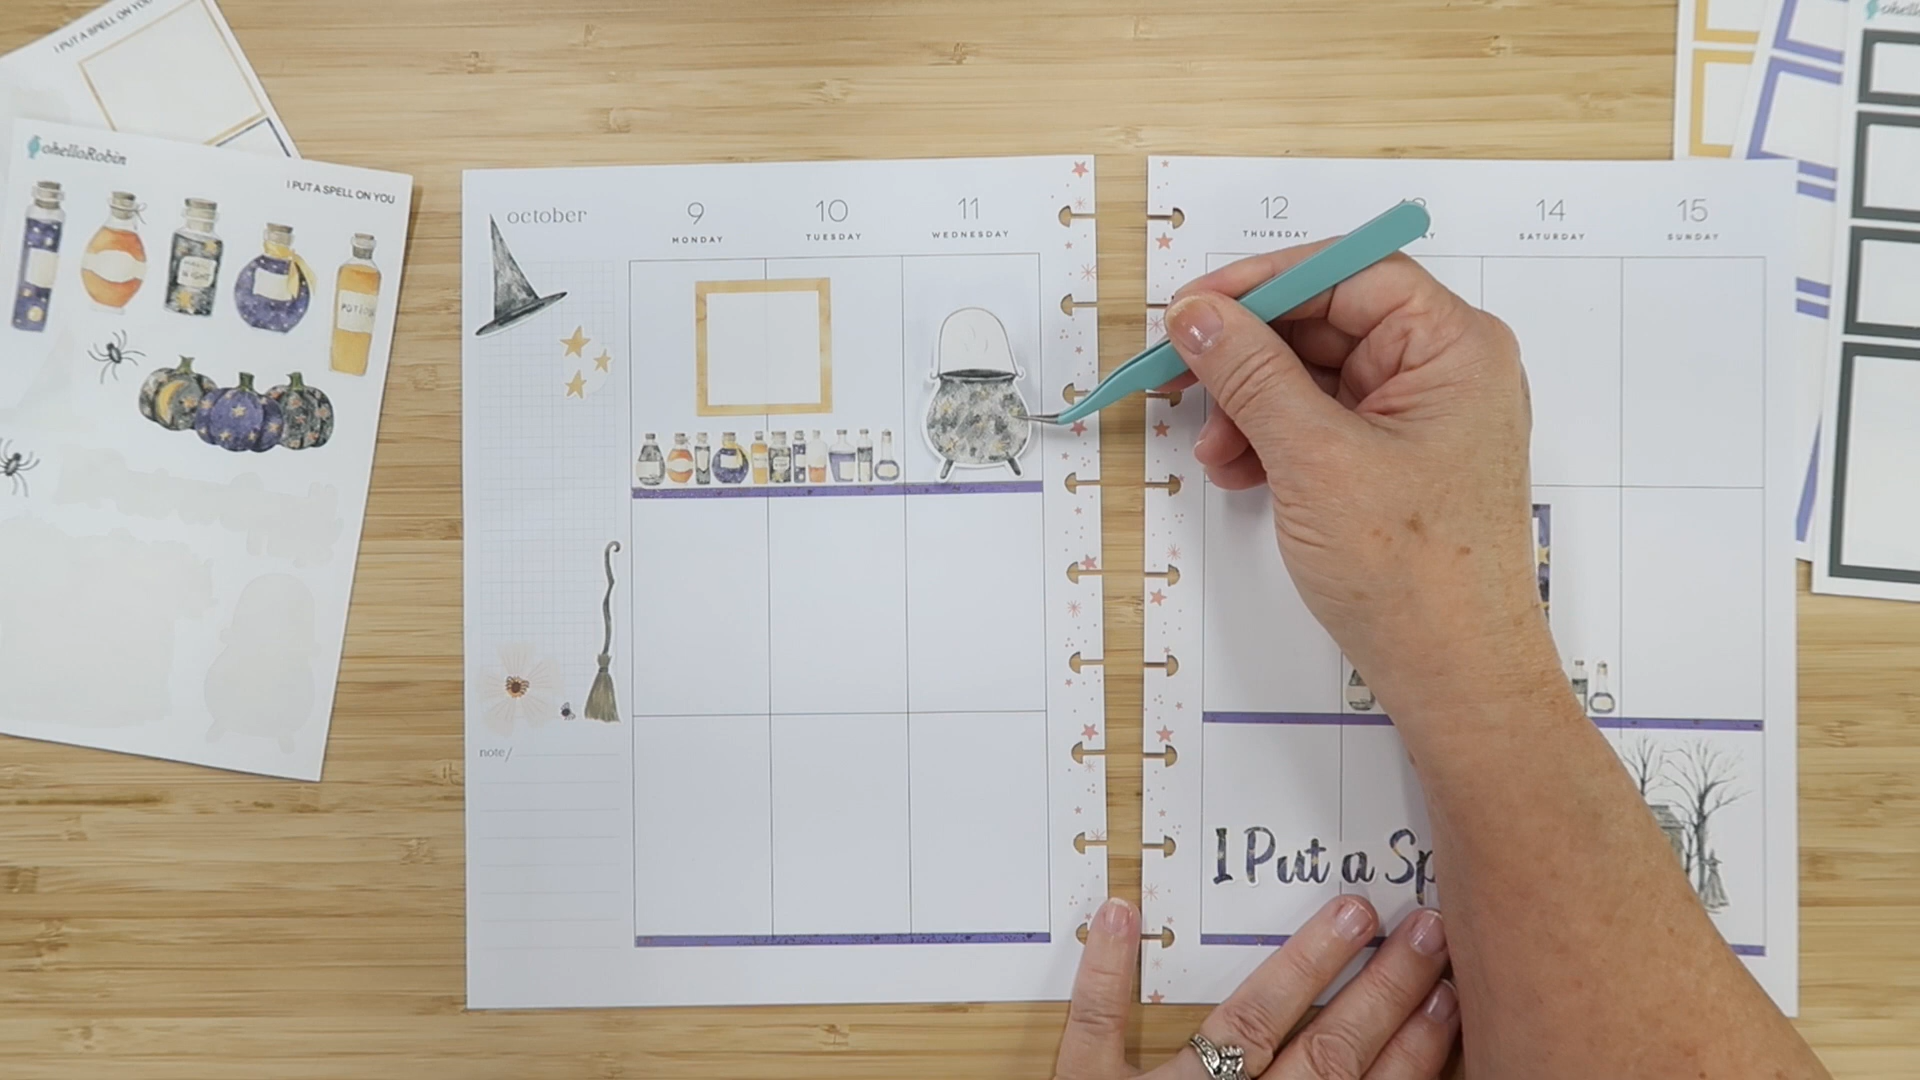 I PUT A SPELL ON YOU
ohelloRobin
I PUT A SPELL ON YOU
NIGHT
POTION
october
9
MONDAY
10
TUESDAY
11
WEDNESDAY
note/
12
THURSDAY
14
SATURDAY
15
SUNDAY
I Put a Sp